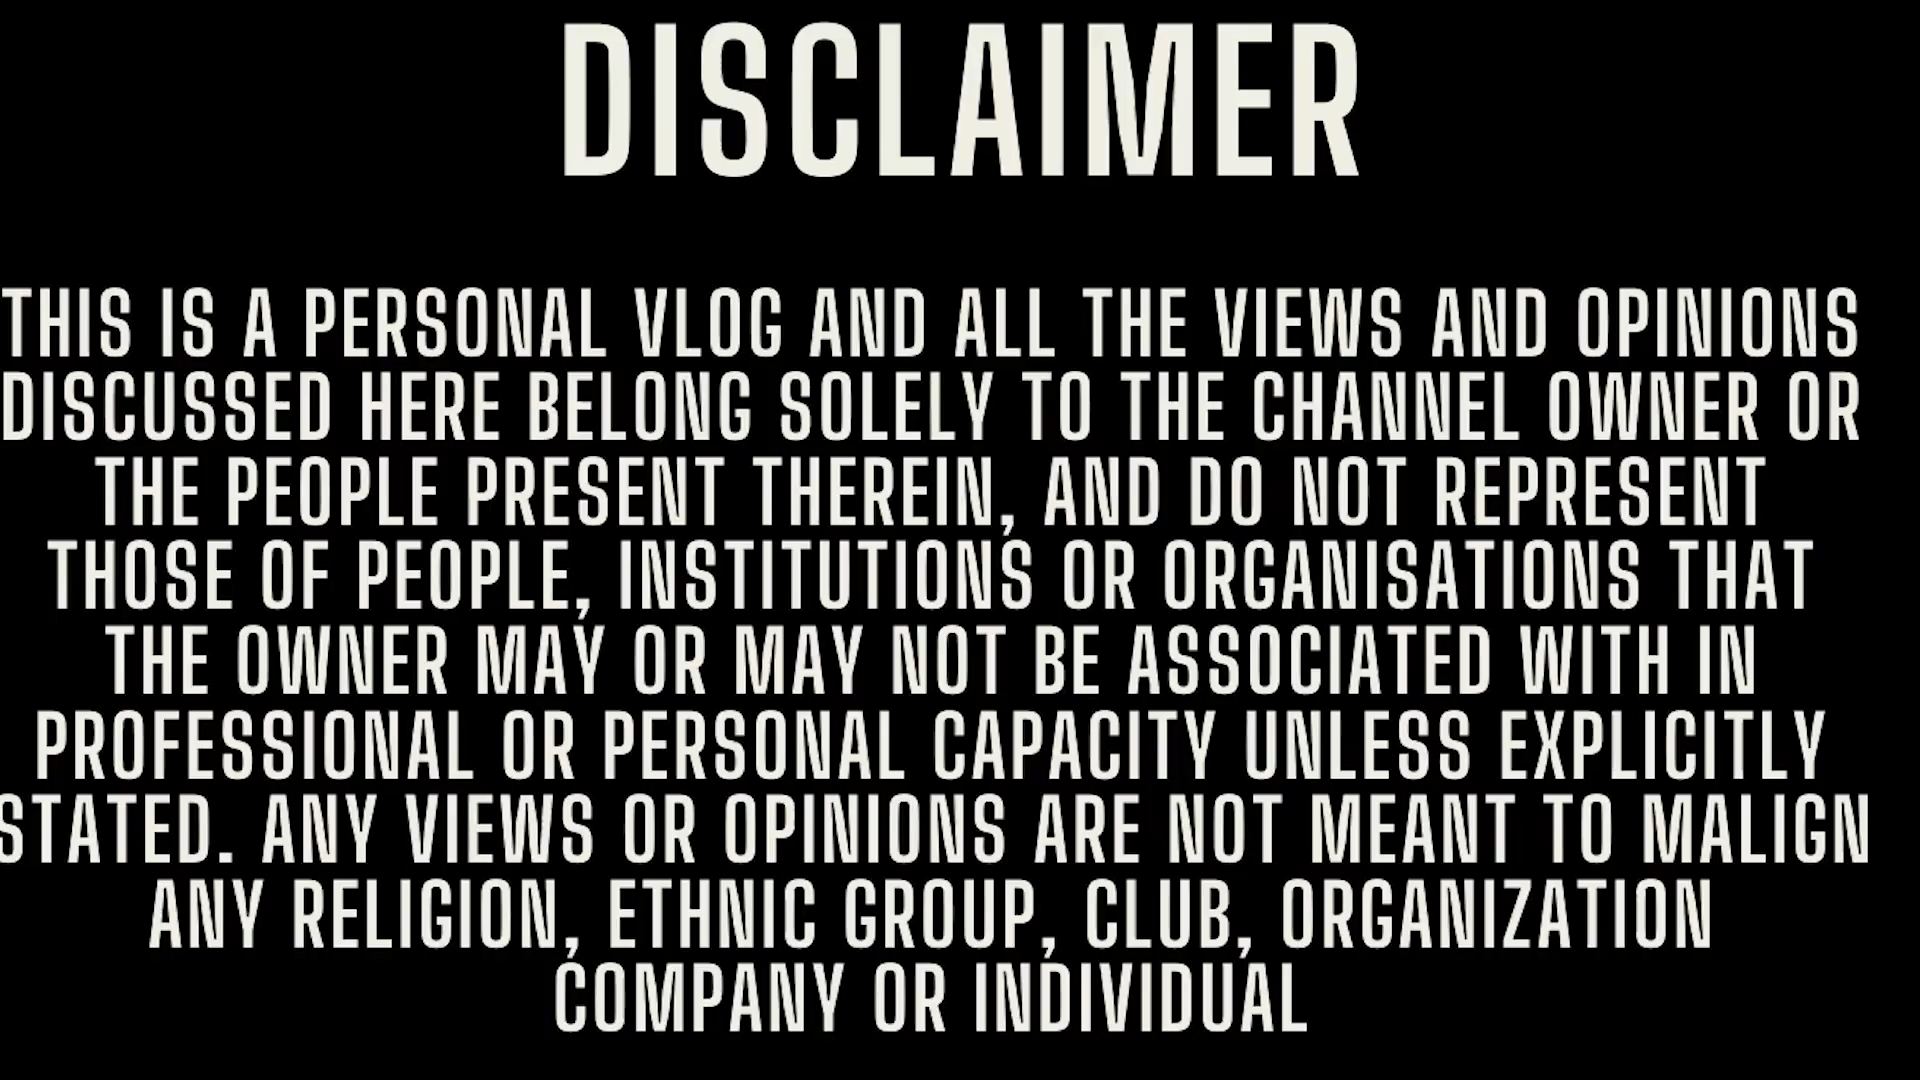 DISCLAIMER
THIS IS A PERSONAL VLOG AND ALL THE VIEWS AND OPINIONS
DISCUSSED HERE BELONG SOLELY TO THE CHANNEL OWNER OR
THE PEOPLE PRESENT THEREIN, AND DO NOT REPRESENT
THOSE OF PEOPLE, INSTITUTIONS OR ORGANISATIONS THAT
THE OWNER MAY OR MAY NOT BE ASSOCIATED WITH IN
PROFESSIONAL OR PERSONAL CAPACITY UNLESS EXPLICITLY
STATED. ANY VIEWS OR OPINIONS ARE NOT MEANT TO MALIGN
ANY RELIGION, ETHNIC GROUP, CLUB, ORGANIZATION
COMPANY OR INDIVIDUAL